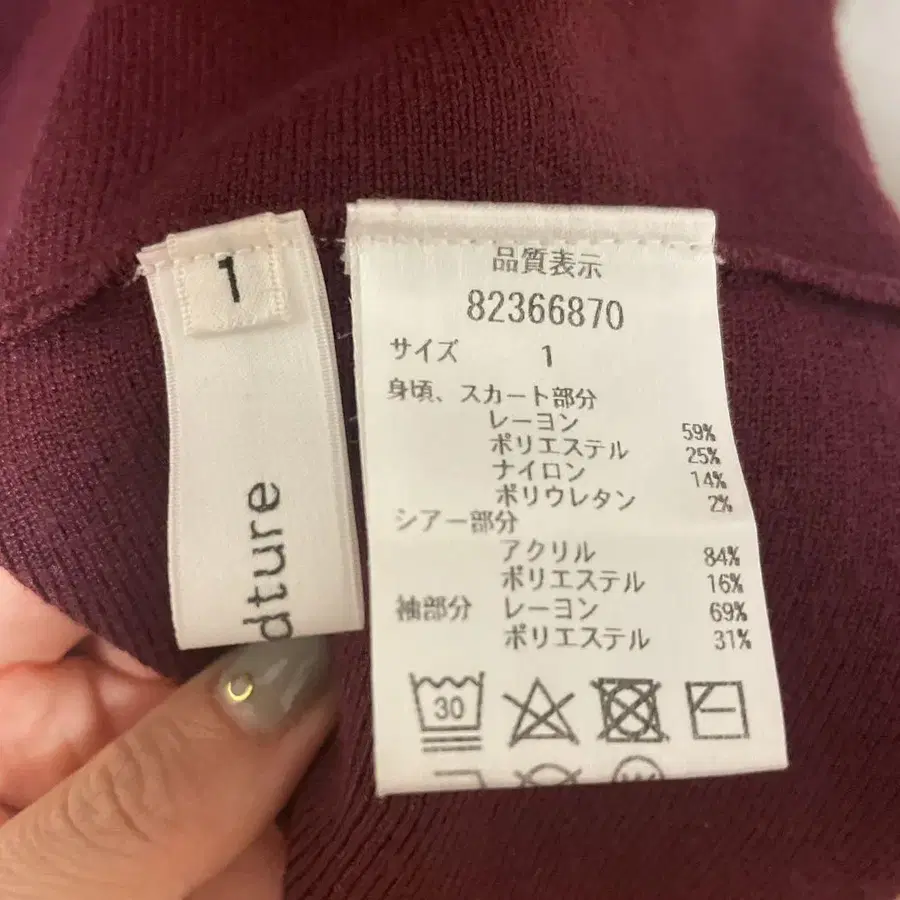 1
dture
品質表示
82366870
サイズ 1
身頃、スカート部分
レーヨン 59%
ポリエステル 25%
ナイロン 14%
ポリウレタン 2%
シアー部分
アクリル 84%
ポリエステル 16%
袖部分 レーヨン 69%
ポリエステル 31%
30